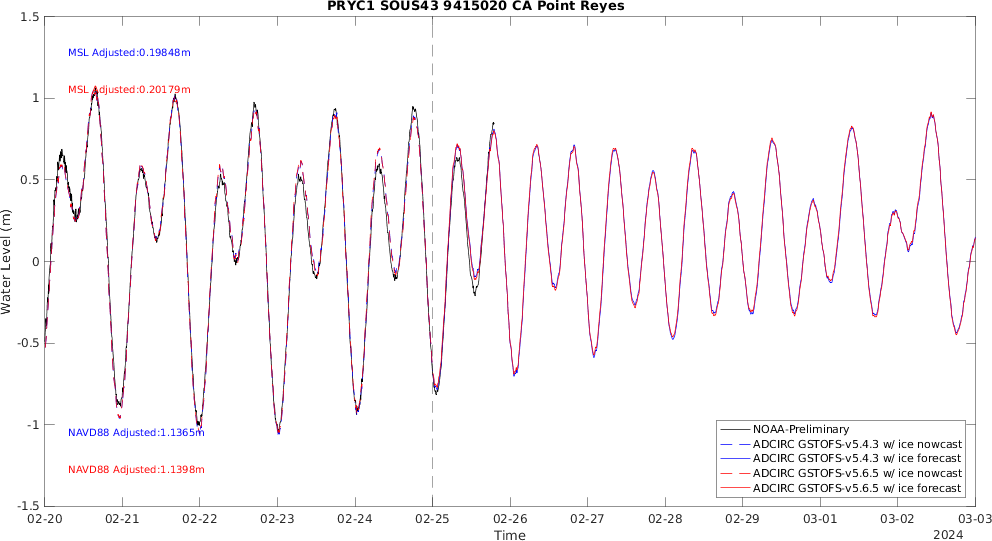 PRYC1 SOUS43 9415020 CA Point Reyes
1.5
1
0.5
0
-0.5
-1
-1.5
Water Level (m)
MSL Adjusted:0.19848m
MSL Adjusted:0.20179m
NAVD88 Adjusted:1.1365m
NAVD88 Adjusted:1.1398m
NOAA-Preliminary
ADCIRC GSTOFS-v5.4.3 w/ ice nowcast
ADCIRC GSTOFS-v5.4.3 w/ ice forecast
ADCIRC GSTOFS-v5.6.5 w/ ice nowcast
ADCIRC GSTOFS-v5.6.5 w/ ice forecast
02-20 02-21 02-22 02-23 02-24 02-25 02-26 02-27 02-28 02-29 03-01 03-02 03-03
Time
2024